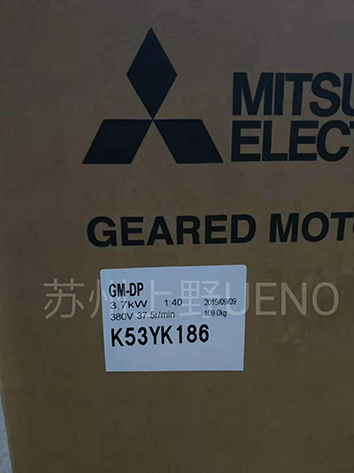 MITSU
ELECT
GEARED MOTO
GM-DP
3.7kW 1:40 2019/09/09
380V 37.5r/min 109.0kg
苏州上野UENO
K53YK186